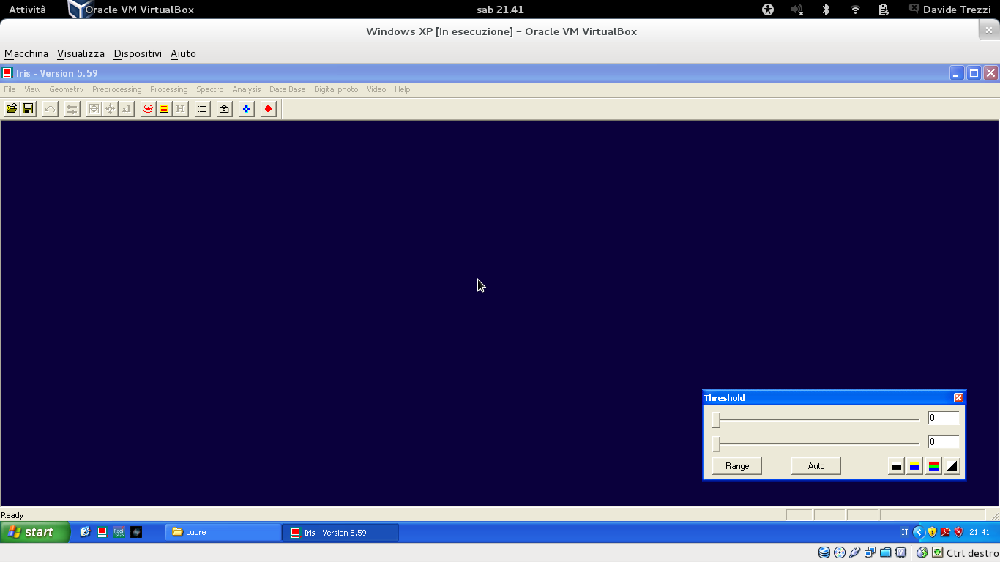 Attività Oracle VM VirtualBox sab 21.41 Davide Trezzi
Windows XP [In esecuzione] – Oracle VM VirtualBox
Macchina Visualizza Dispositivi Aiuto
Iris - Version 5.59
File View Geometry Preprocessing Processing Spectro Analysis Data Base Digital photo Video Help
x1 H
Threshold
0
0
Range Auto
Ready
start cuore Iris - Version 5.59 IT 21.41
Ctrl destro